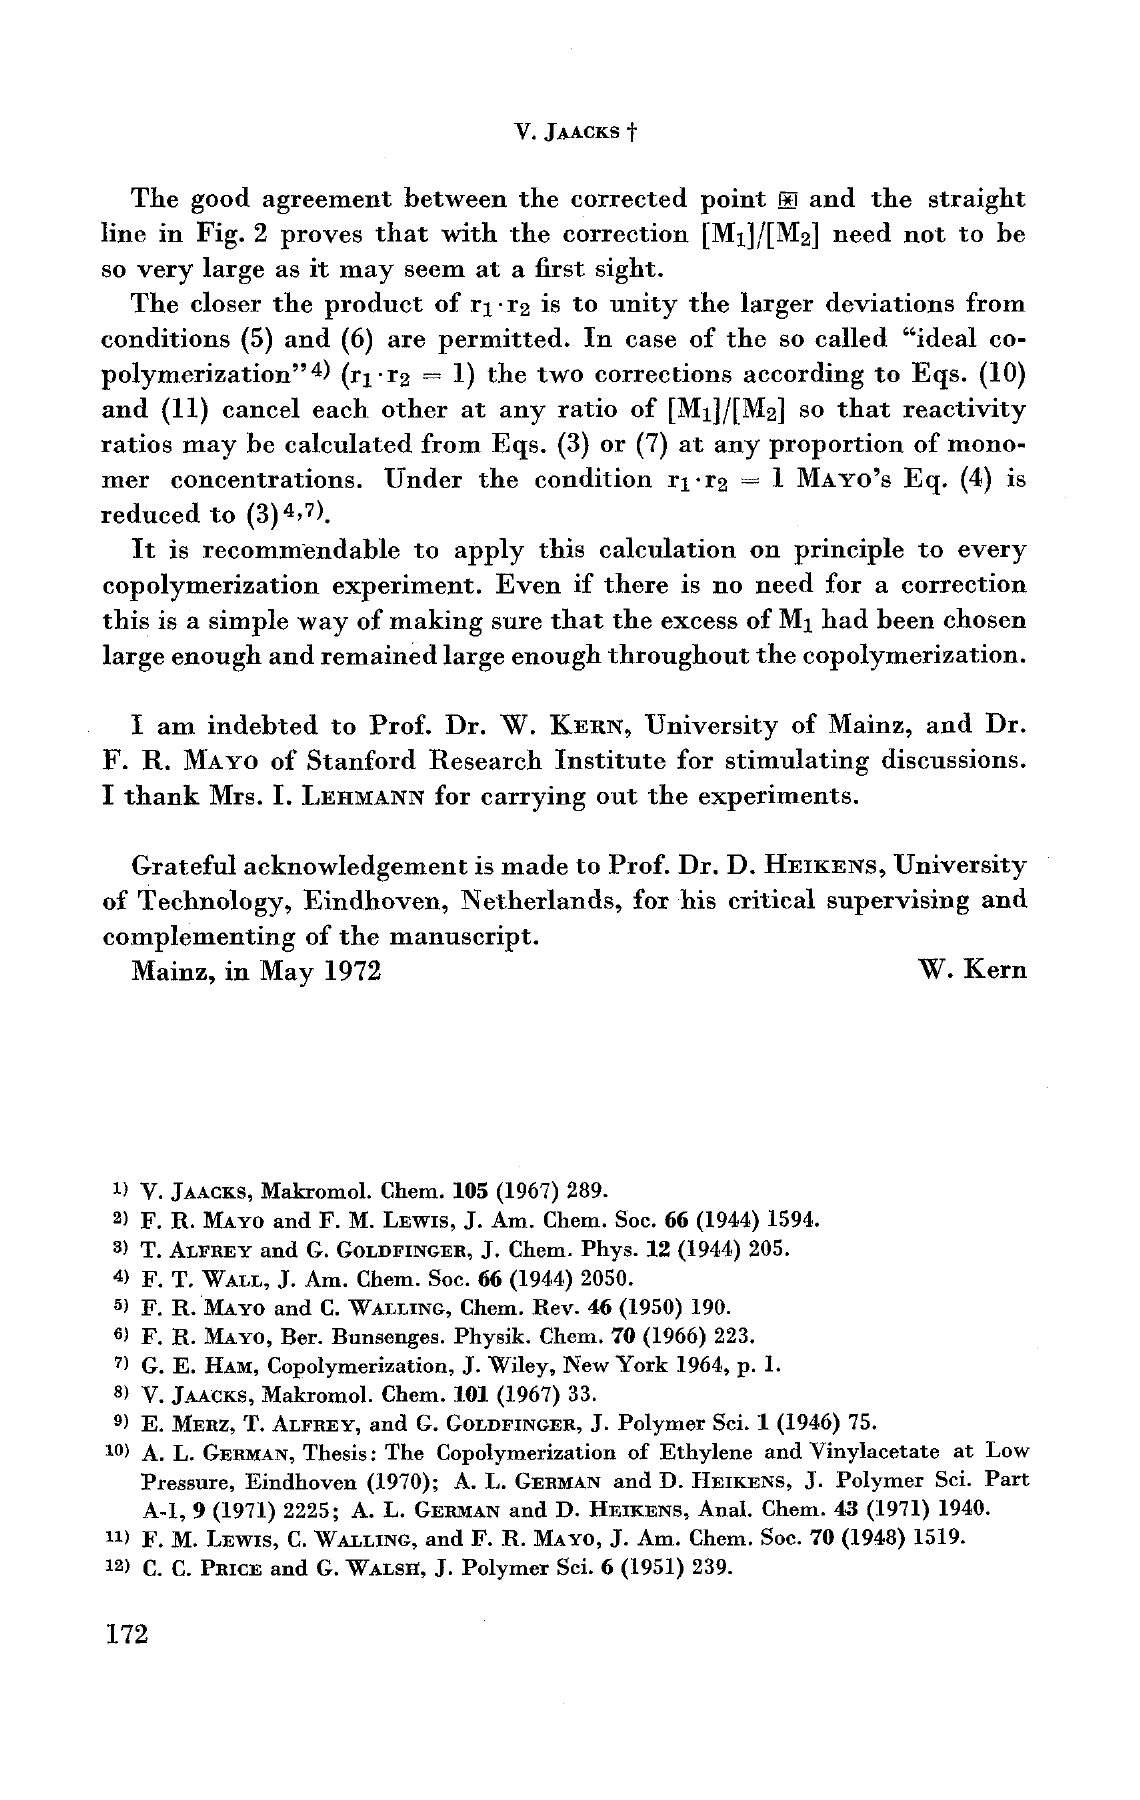 V. JAACKS †
The good agreement between the corrected point ⊠ and the straight
line in Fig. 2 proves that with the correction [M₁]/[M₂] need not to be
so very large as it may seem at a first sight.
The closer the product of r₁·r₂ is to unity the larger deviations from
conditions (5) and (6) are permitted. In case of the so called “ideal co-
polymerization”⁴⁾ (r₁·r₂ = 1) the two corrections according to Eqs. (10)
and (11) cancel each other at any ratio of [M₁]/[M₂] so that reactivity
ratios may be calculated from Eqs. (3) or (7) at any proportion of mono-
mer concentrations. Under the condition r₁·r₂ = 1 MAYO’s Eq. (4) is
reduced to (3)⁴,⁷⁾.
It is recommendable to apply this calculation on principle to every
copolymerization experiment. Even if there is no need for a correction
this is a simple way of making sure that the excess of M₁ had been chosen
large enough and remained large enough throughout the copolymerization.
I am indebted to Prof. Dr. W. KERN, University of Mainz, and Dr.
F. R. MAYO of Stanford Research Institute for stimulating discussions.
I thank Mrs. I. LEHMANN for carrying out the experiments.
Grateful acknowledgement is made to Prof. Dr. D. HEIKENS, University
of Technology, Eindhoven, Netherlands, for his critical supervising and
complementing of the manuscript.
Mainz, in May 1972 W. Kern
1) V. JAACKS, Makromol. Chem. 105 (1967) 289.
2) F. R. MAYO and F. M. LEWIS, J. Am. Chem. Soc. 66 (1944) 1594.
3) T. ALFREY and G. GOLDFINGER, J. Chem. Phys. 12 (1944) 205.
4) F. T. WALL, J. Am. Chem. Soc. 66 (1944) 2050.
5) F. R. MAYO and C. WALLING, Chem. Rev. 46 (1950) 190.
6) F. R. MAYO, Ber. Bunsenges. Physik. Chem. 70 (1966) 223.
7) G. E. HAM, Copolymerization, J. Wiley, New York 1964, p. 1.
8) V. JAACKS, Makromol. Chem. 101 (1967) 33.
9) E. MERZ, T. ALFREY, and G. GOLDFINGER, J. Polymer Sci. 1 (1946) 75.
10) A. L. GERMAN, Thesis: The Copolymerization of Ethylene and Vinylacetate at Low
Pressure, Eindhoven (1970); A. L. GERMAN and D. HEIKENS, J. Polymer Sci. Part
A-1, 9 (1971) 2225; A. L. GERMAN and D. HEIKENS, Anal. Chem. 43 (1971) 1940.
11) F. M. LEWIS, C. WALLING, and F. R. MAYO, J. Am. Chem. Soc. 70 (1948) 1519.
12) C. C. PRICE and G. WALSH, J. Polymer Sci. 6 (1951) 239.
172